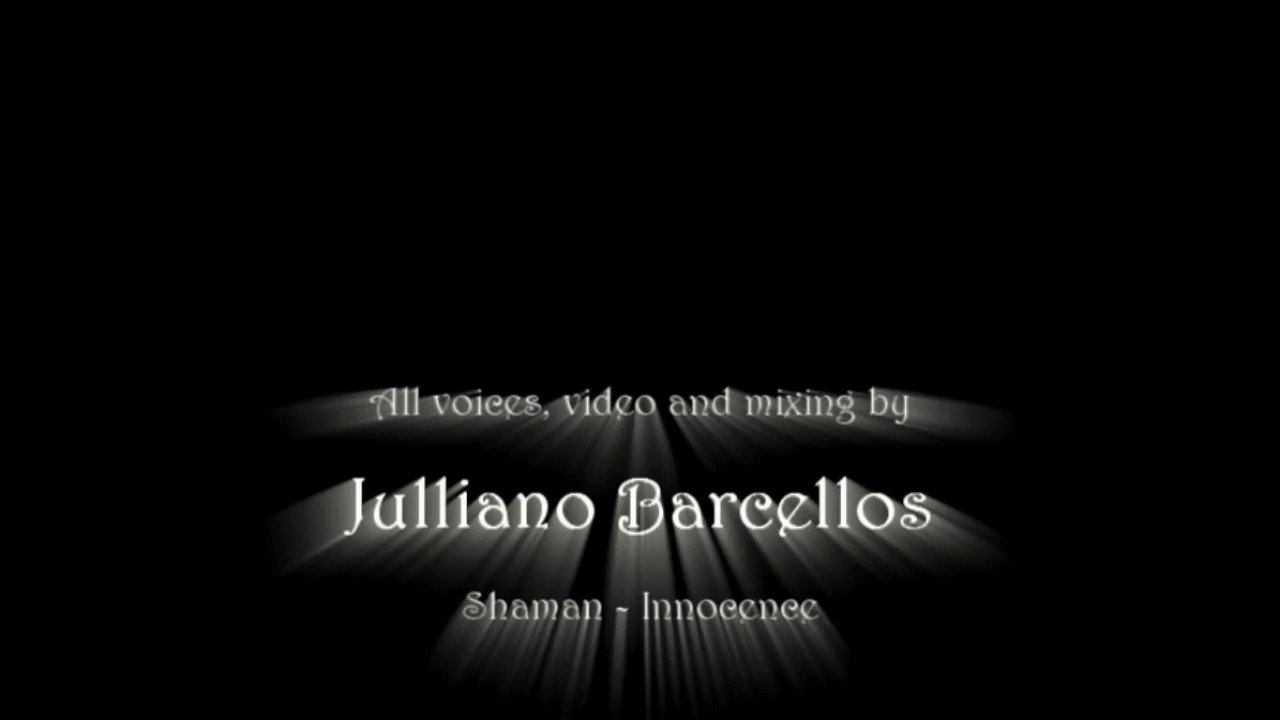 All voices, video and mixing by
Julliano Barcellos
Shaman - Innocence